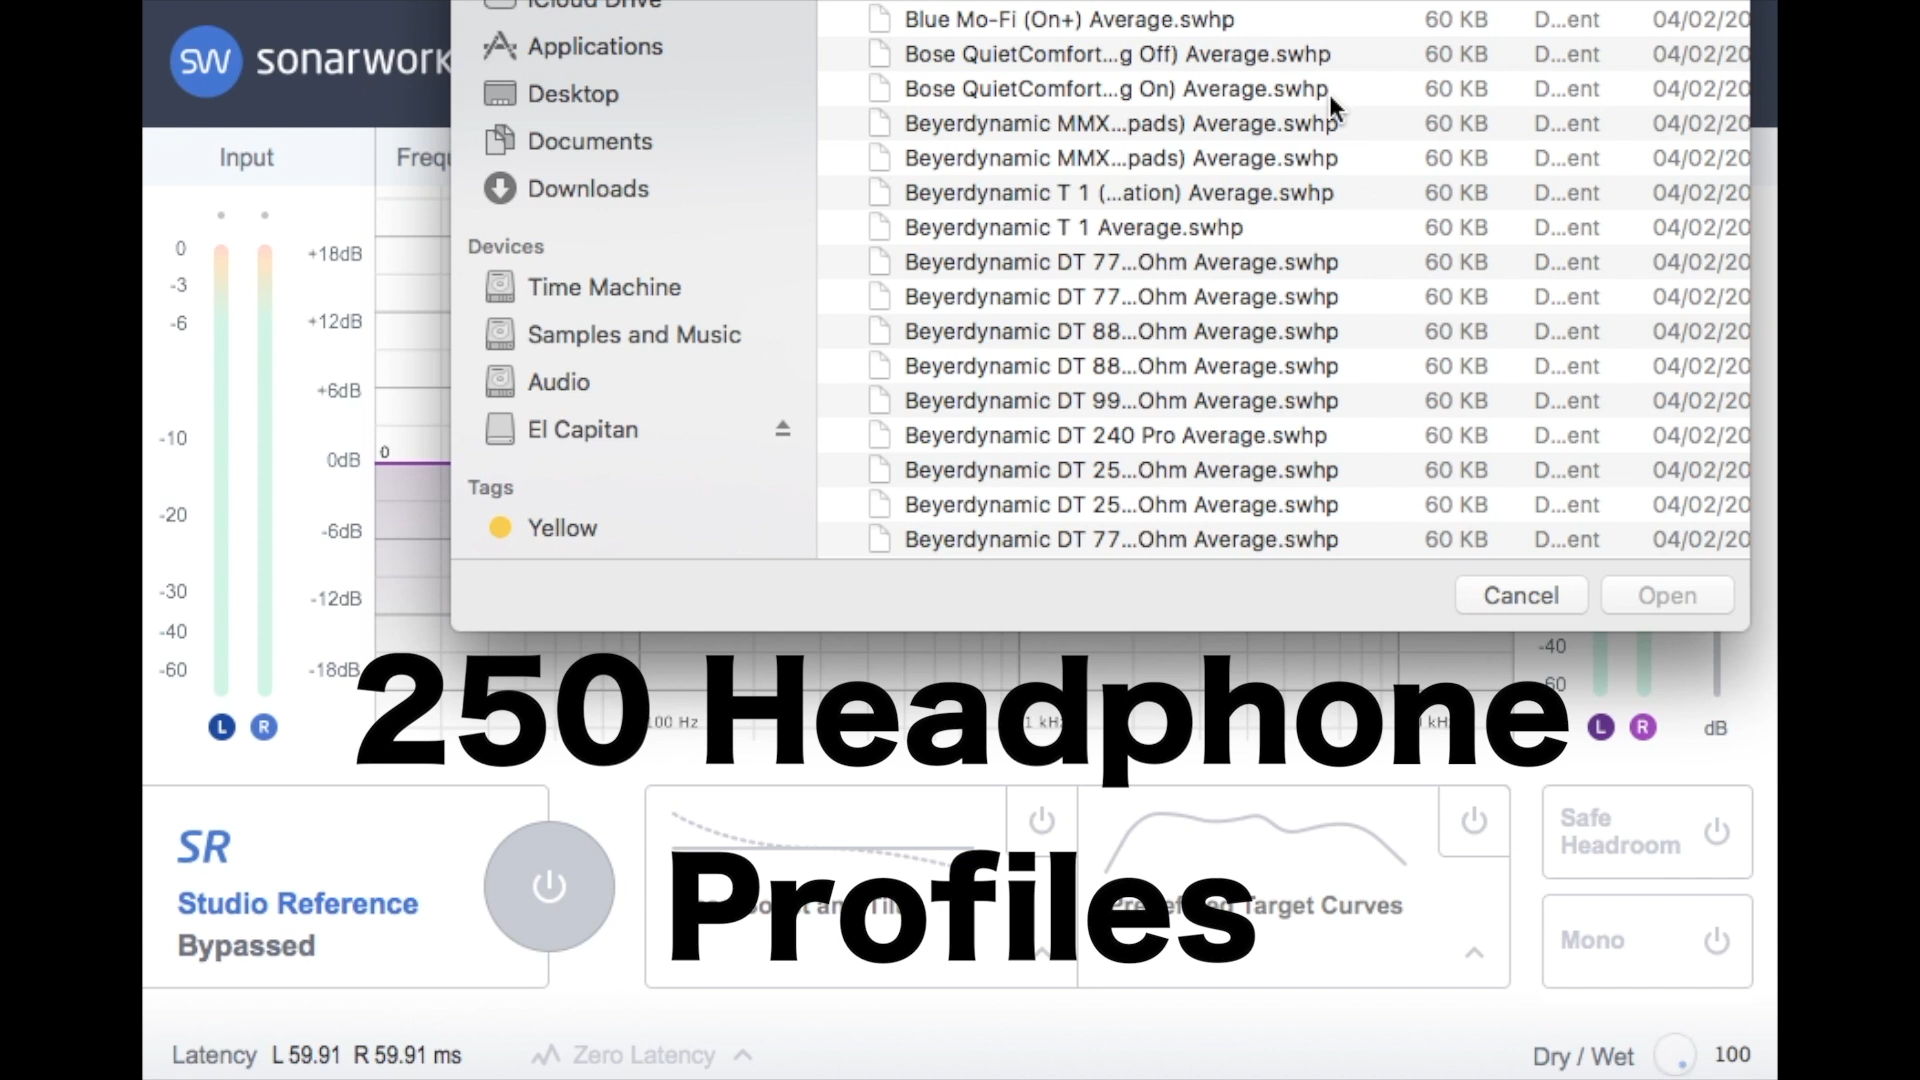 SW sonarwork
iCloud Drive
Applications
Desktop
Documents
Downloads
Devices
Time Machine
Samples and Music
Audio
El Capitan
Tags
Yellow
Blue Mo-Fi (On+) Average.swhp 60 KB D...ent 04/02/20
Bose QuietComfort...g Off) Average.swhp 60 KB D...ent 04/02/20
Bose QuietComfort...g On) Average.swhp 60 KB D...ent 04/02/20
Beyerdynamic MMX...pads) Average.swhp 60 KB D...ent 04/02/20
Beyerdynamic MMX...pads) Average.swhp 60 KB D...ent 04/02/20
Beyerdynamic T 1 (...ation) Average.swhp 60 KB D...ent 04/02/20
Beyerdynamic T 1 Average.swhp 60 KB D...ent 04/02/20
Beyerdynamic DT 77...Ohm Average.swhp 60 KB D...ent 04/02/20
Beyerdynamic DT 77...Ohm Average.swhp 60 KB D...ent 04/02/20
Beyerdynamic DT 88...Ohm Average.swhp 60 KB D...ent 04/02/20
Beyerdynamic DT 88...Ohm Average.swhp 60 KB D...ent 04/02/20
Beyerdynamic DT 99...Ohm Average.swhp 60 KB D...ent 04/02/20
Beyerdynamic DT 240 Pro Average.swhp 60 KB D...ent 04/02/20
Beyerdynamic DT 25...Ohm Average.swhp 60 KB D...ent 04/02/20
Beyerdynamic DT 25...Ohm Average.swhp 60 KB D...ent 04/02/20
Beyerdynamic DT 77...Ohm Average.swhp 60 KB D...ent 04/02/20
Cancel Open
Input Frequ
0
-3
-6
-10
-20
-30
-40
-60
L R
+18dB
+12dB
+6dB
0dB
-6dB
-12dB
-18dB
0
100 Hz 1 kHz
-40
-60
L R dB
250 Headphone
Profiles
SR
Studio Reference
Bypassed
Target Curves
Safe
Headroom
Mono
Latency L 59.91 R 59.91 ms
Zero Latency
Dry / Wet 100